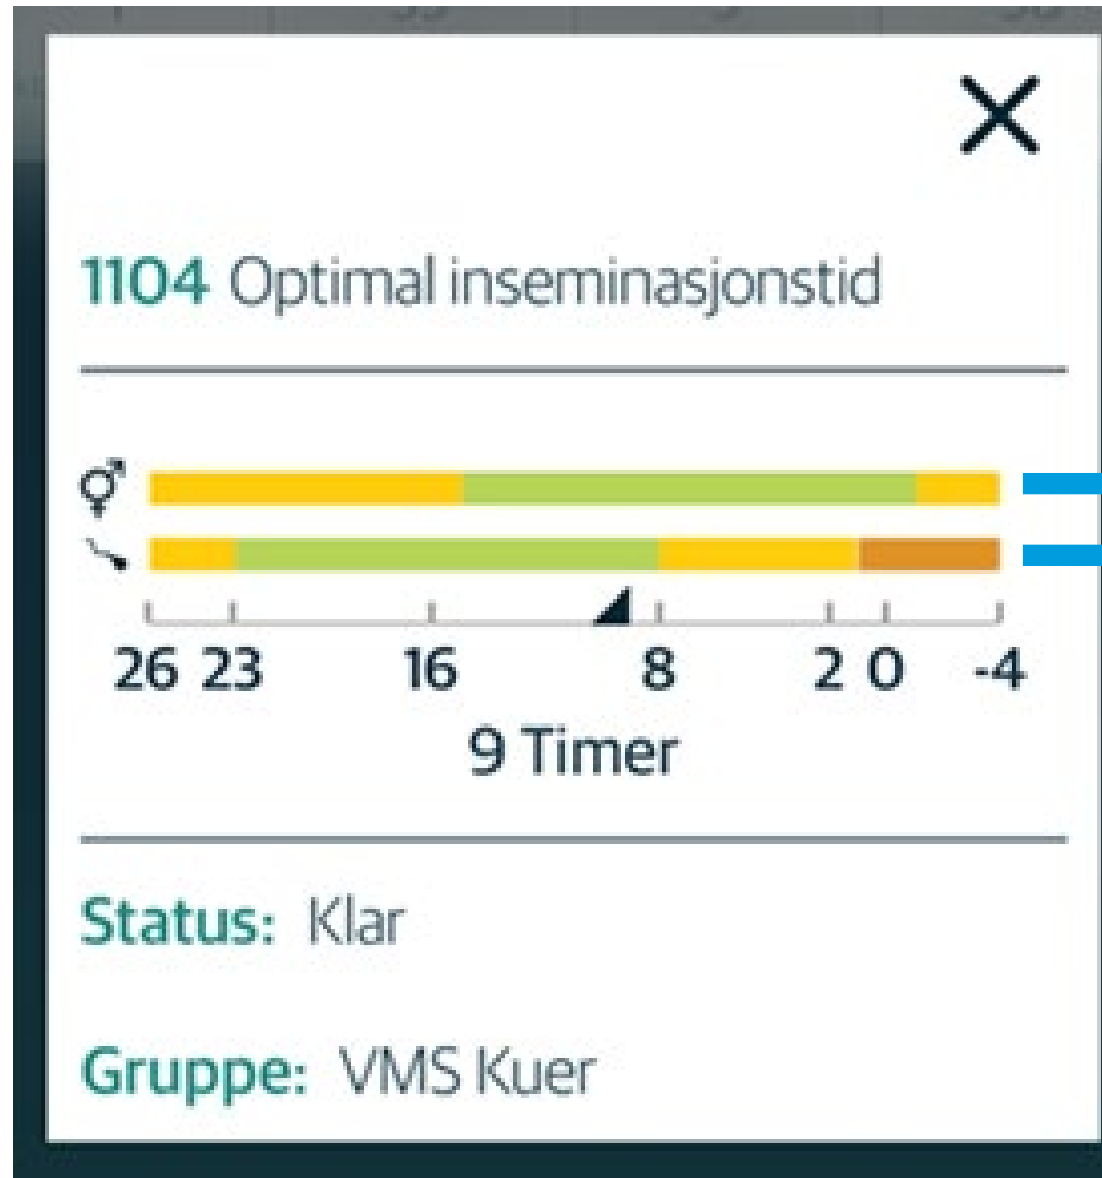 1104 Optimal inseminasjonstid
26 23 16 8 2 0 -4
9 Timer
Status: Klar
Gruppe: VMS Kuer